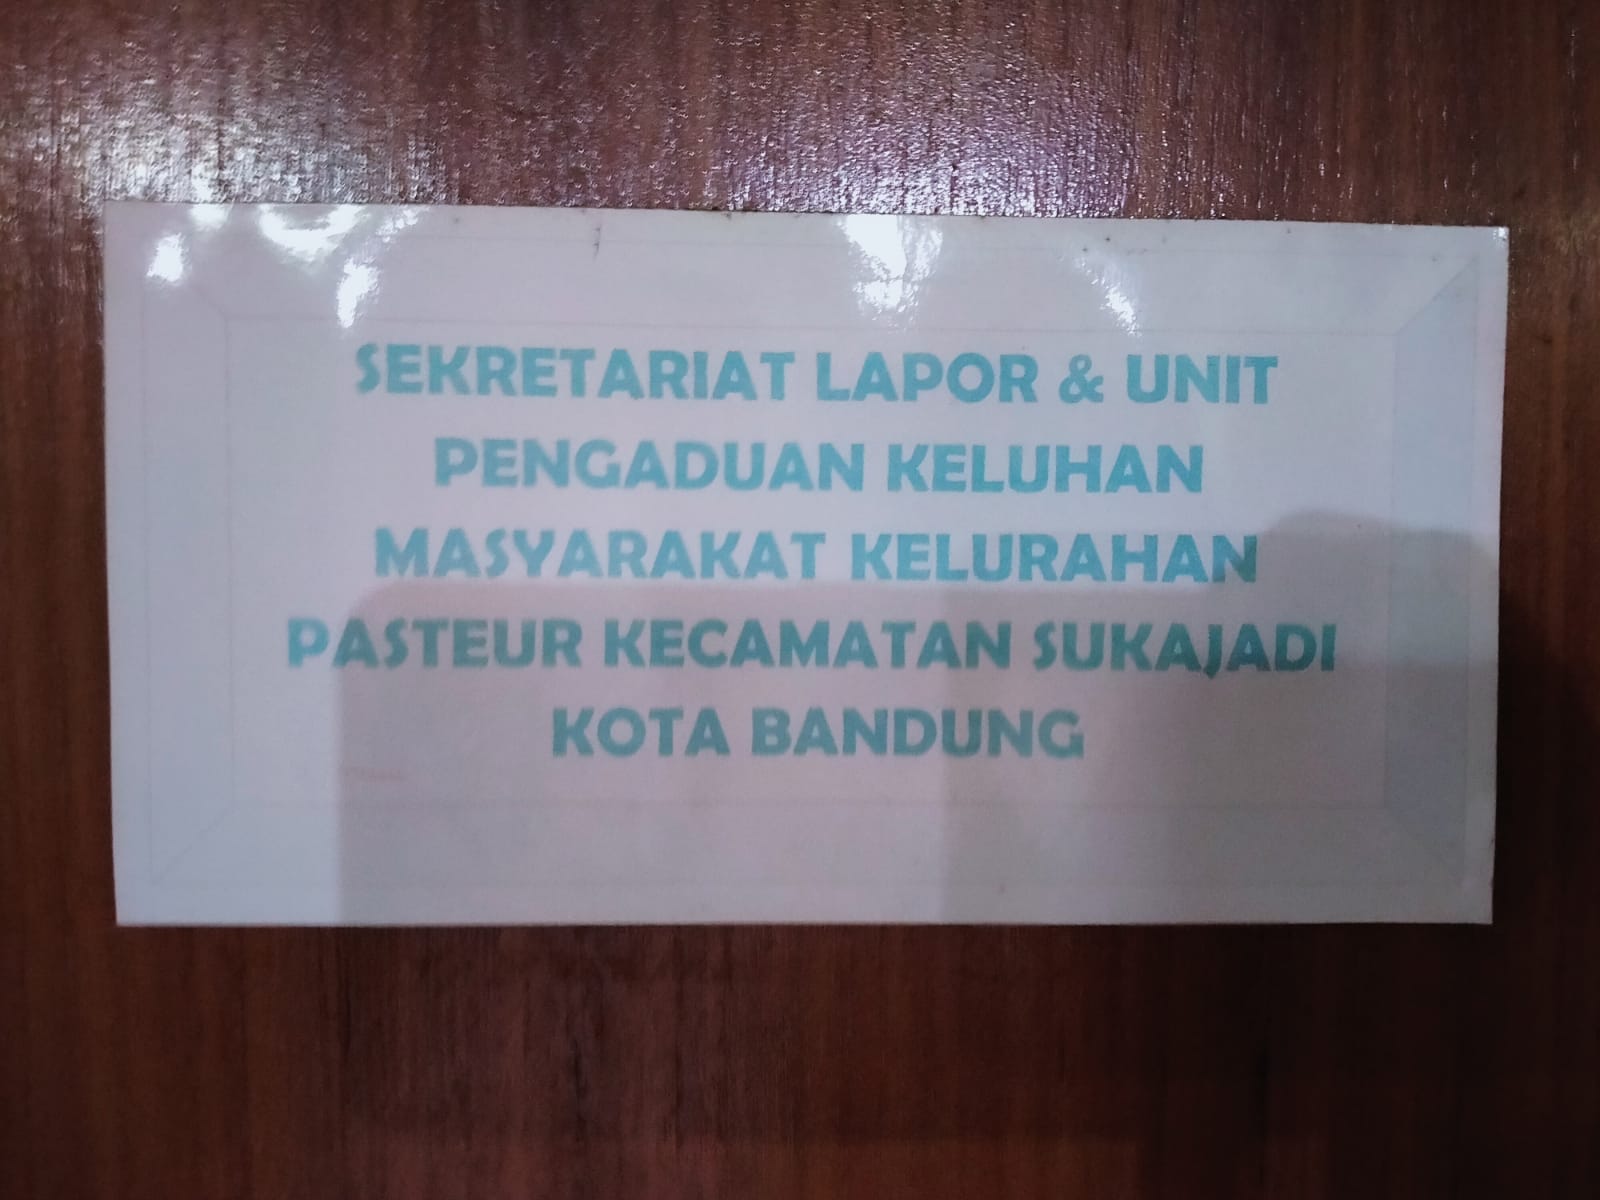 SEKRETARIAT LAPOR & UNIT
PENGADUAN KELUHAN
MASYARAKAT KELURAHAN
PASTEUR KECAMATAN SUKAJADI
KOTA BANDUNG